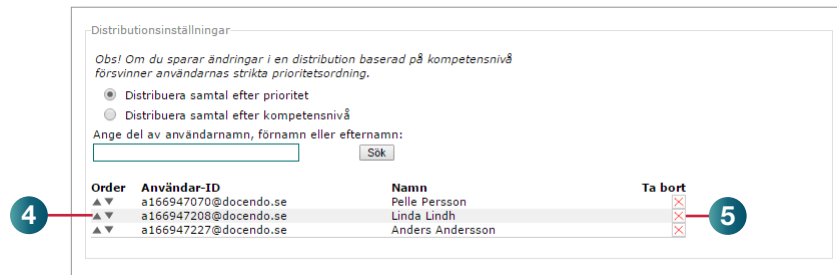 Distributionsinställningar
Obs! Om du sparar ändringar i en distribution baserad på kompetensnivå
försvinner användarnas strikta prioritetsordning.
Distribuera samtal efter prioritet
Distribuera samtal efter kompetensnivå
Ange del av användarnamn, förnamn eller efternamn:
Sök
Order Användar-ID Namn Ta bort
a166947070@docendo.se Pelle Persson
4 a166947208@docendo.se Linda Lindh 5
a166947227@docendo.se Anders Andersson